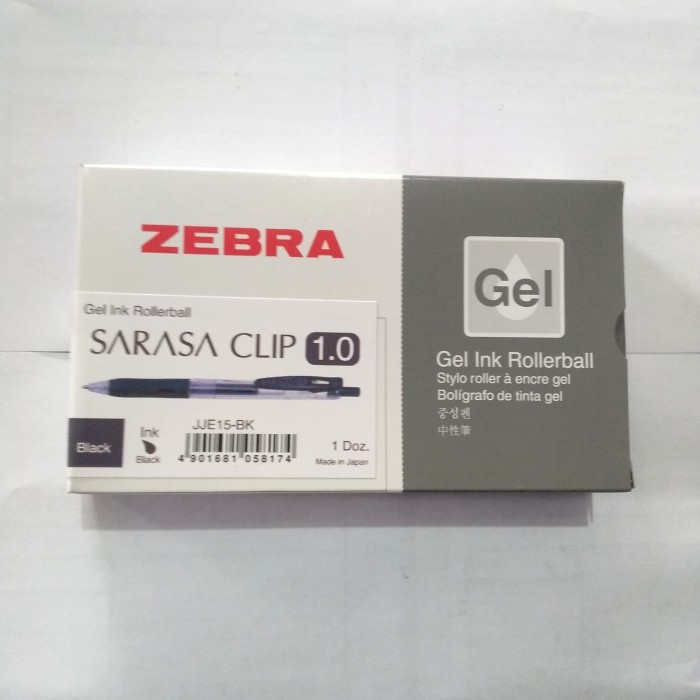 ZEBRA
Gel Ink Rollerball
SARASA CLIP 1.0
Black
Ink
Black
JJE15-BK
4 901681 058174
1 Doz.
Made in Japan
Gel
Gel Ink Rollerball
Stylo roller à encre gel
Bolígrafo de tinta gel
중성펜
中性筆